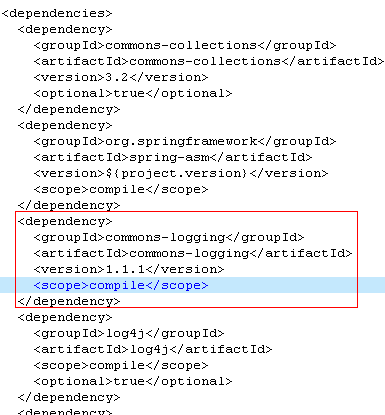 <dependencies>
<dependency>
<groupId>commons-collections</groupId>
<artifactId>commons-collections</artifactId>
<version>3.2</version>
<optional>true</optional>
</dependency>
<dependency>
<groupId>org.springframework</groupId>
<artifactId>spring-asm</artifactId>
<version>${project.version}</version>
<scope>compile</scope>
</dependency>
<dependency>
<groupId>commons-logging</groupId>
<artifactId>commons-logging</artifactId>
<version>1.1.1</version>
<scope>compile</scope>
</dependency>
<dependency>
<groupId>log4j</groupId>
<artifactId>log4j</artifactId>
<scope>compile</scope>
<optional>true</optional>
</dependency>
<dependency>